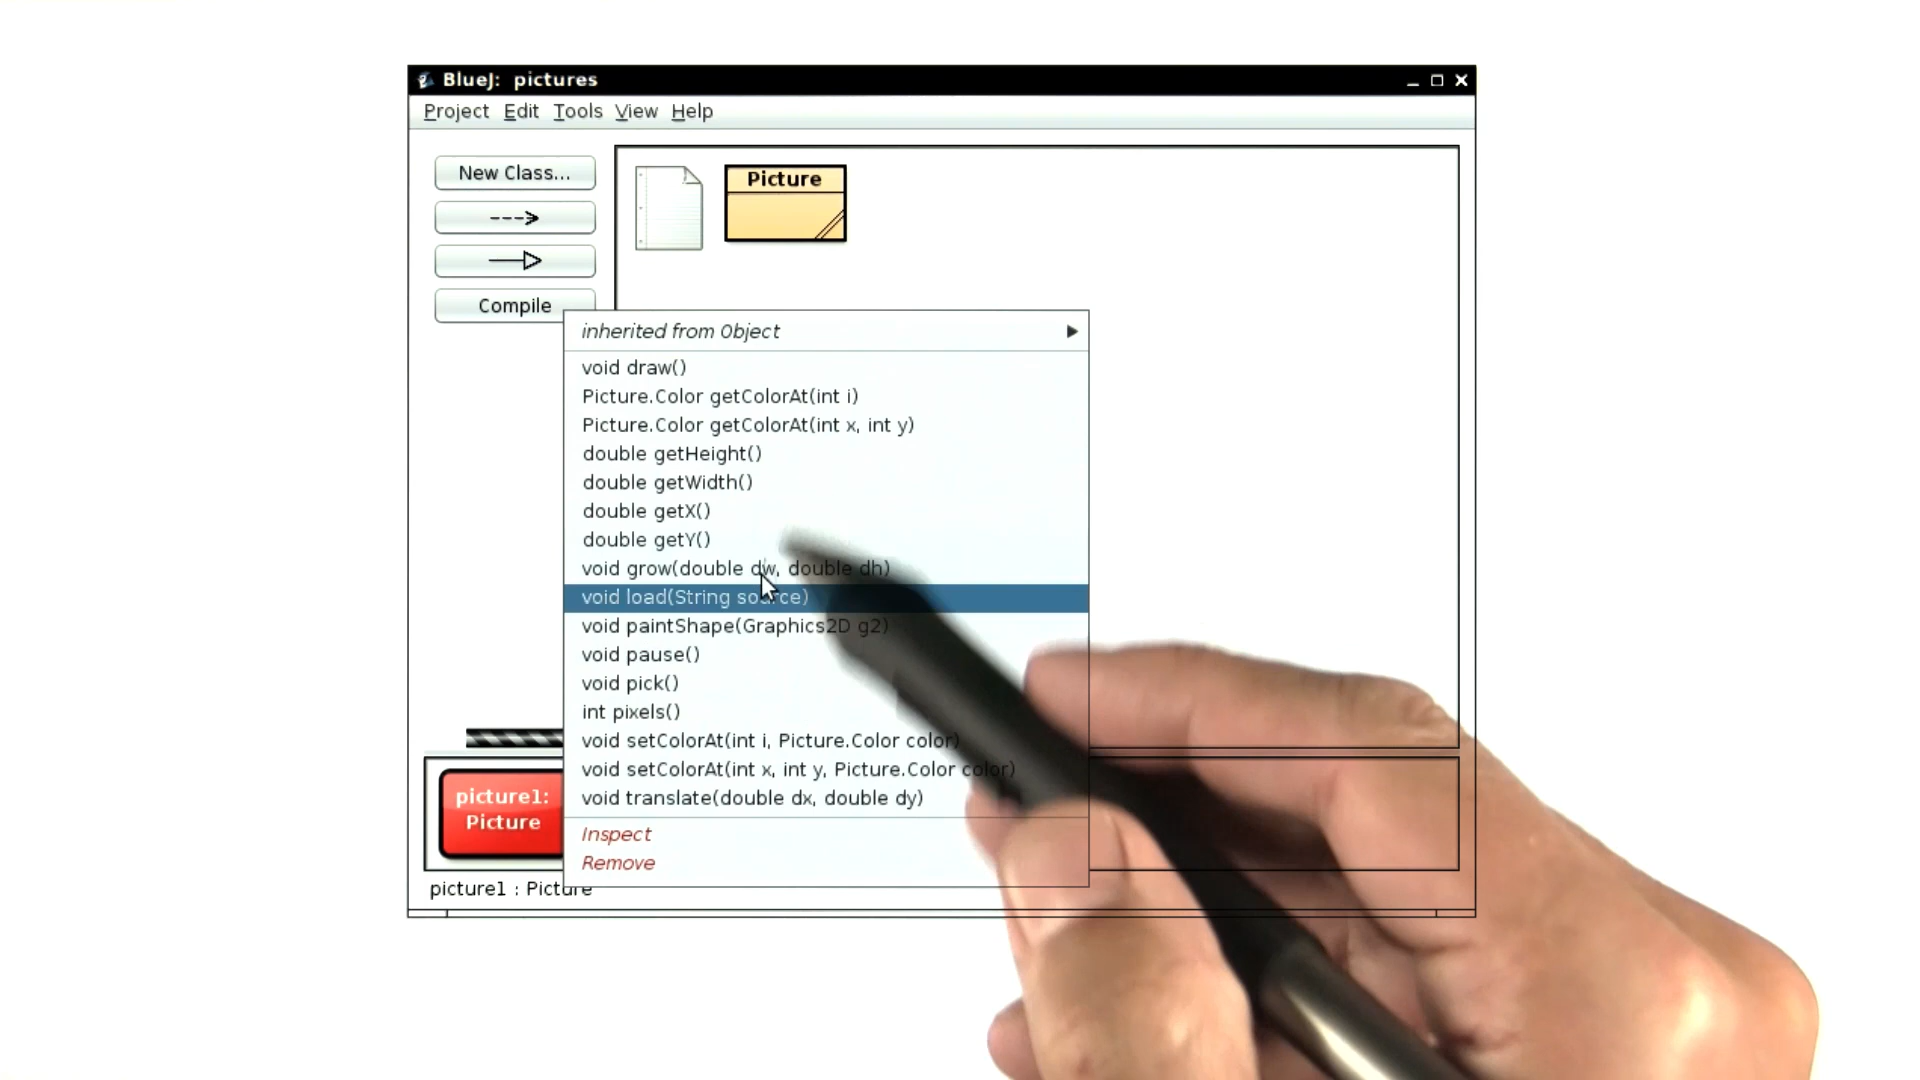 BlueJ: pictures
Project Edit Tools View Help
New Class...
Picture
Compile
inherited from Object
void draw()
Picture.Color getColorAt(int i)
Picture.Color getColorAt(int x, int y)
double getHeight()
double getWidth()
double getX()
double getY()
void grow(double dw, double dh)
void load(String source)
void paintShape(Graphics2D g2)
void pause()
void pick()
int pixels()
void setColorAt(int i, Picture.Color color)
void setColorAt(int x, int y, Picture.Color color)
void translate(double dx, double dy)
Inspect
Remove
picture1:
Picture
picture1 : Picture